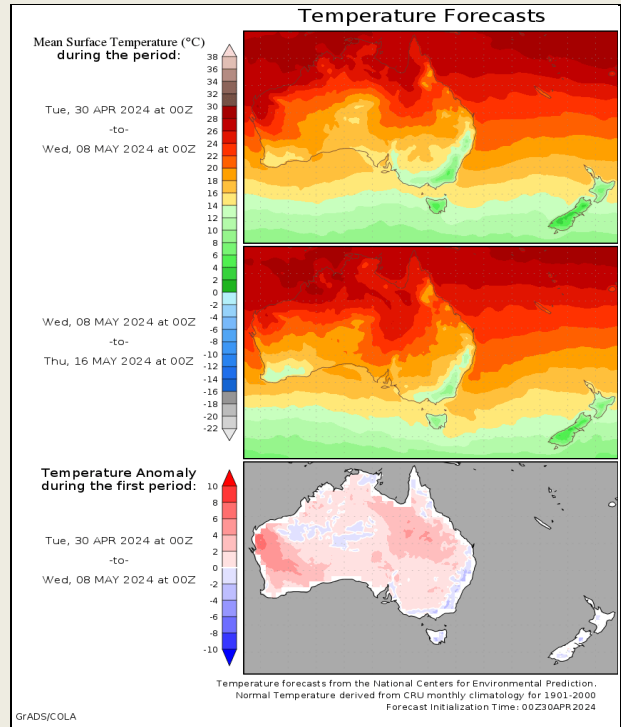 Temperature Forecasts
Mean Surface Temperature (°C)
during the period:
Tue, 30 APR 2024 at 00Z
-to-
Wed, 08 MAY 2024 at 00Z
38
36
34
32
30
28
26
24
22
20
18
16
14
12
10
8
6
4
2
0
-2
-4
-6
-8
-10
-12
-14
-16
-18
-20
-22
Wed, 08 MAY 2024 at 00Z
-to-
Thu, 16 MAY 2024 at 00Z
Temperature Anomaly
during the first period:
Tue, 30 APR 2024 at 00Z
-to-
Wed, 08 MAY 2024 at 00Z
10
8
6
4
2
0
-2
-4
-6
-8
-10
Temperature forecasts from the National Centers for Environmental Prediction.
Normal Temperature derived from CRU monthly climatology for 1901-2000
Forecast Initialization Time: 00Z30APR2024
GrADS/COLA